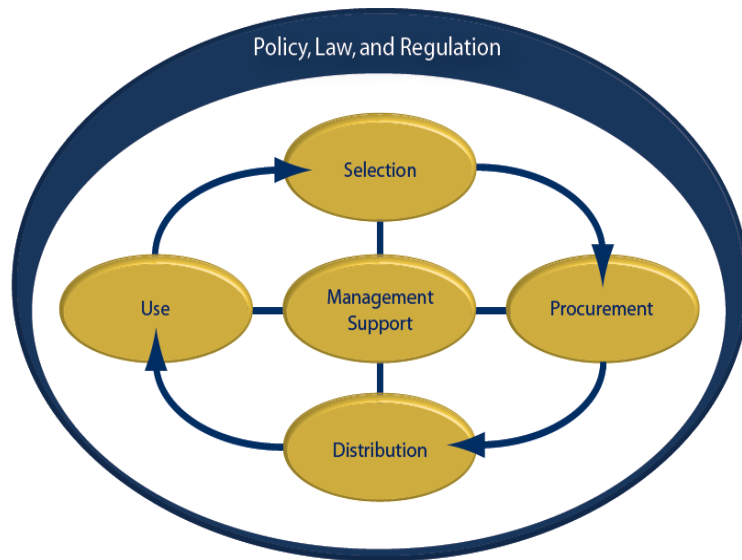 Policy, Law, and Regulation
Selection
Use
Management
Support
Procurement
Distribution